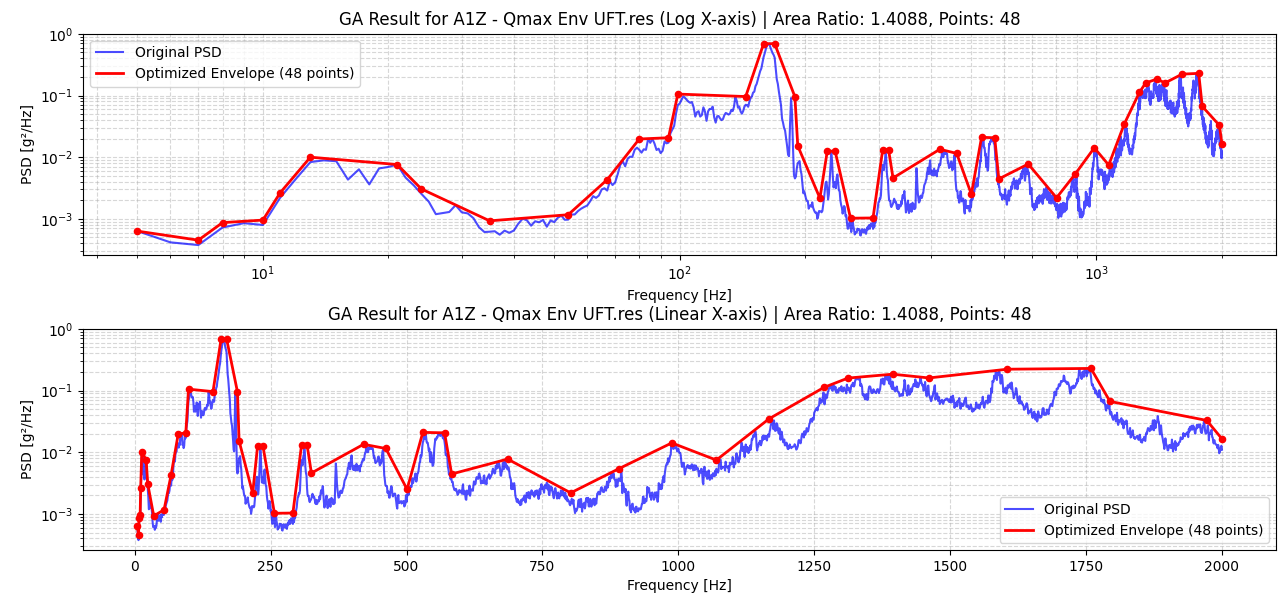 GA Result for A1Z - Qmax Env UFT.res (Log X-axis) | Area Ratio: 1.4088, Points: 48
10⁰
10⁻¹
10⁻²
10⁻³
PSD [g²/Hz]
Original PSD
Optimized Envelope (48 points)
10¹ 10² 10³
Frequency [Hz]
GA Result for A1Z - Qmax Env UFT.res (Linear X-axis) | Area Ratio: 1.4088, Points: 48
10⁰
10⁻¹
10⁻²
10⁻³
PSD [g²/Hz]
Original PSD
Optimized Envelope (48 points)
0 250 500 750 1000 1250 1500 1750 2000
Frequency [Hz]